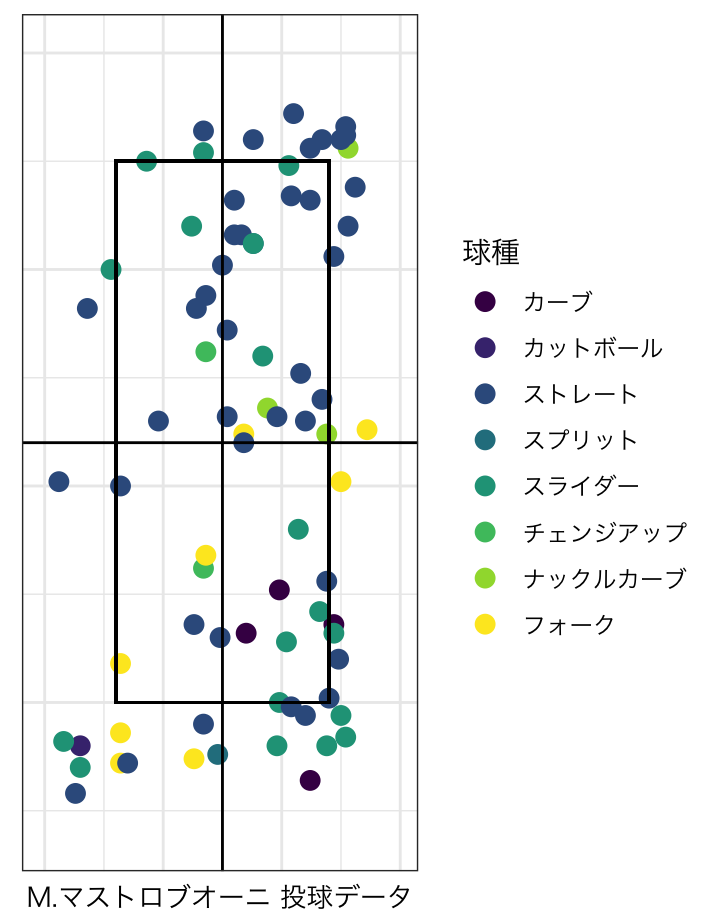 球種
カーブ
カットボール
ストレート
スプリット
スライダー
チェンジアップ
ナックルカーブ
フォーク
M.マストロブオーニ 投球データ